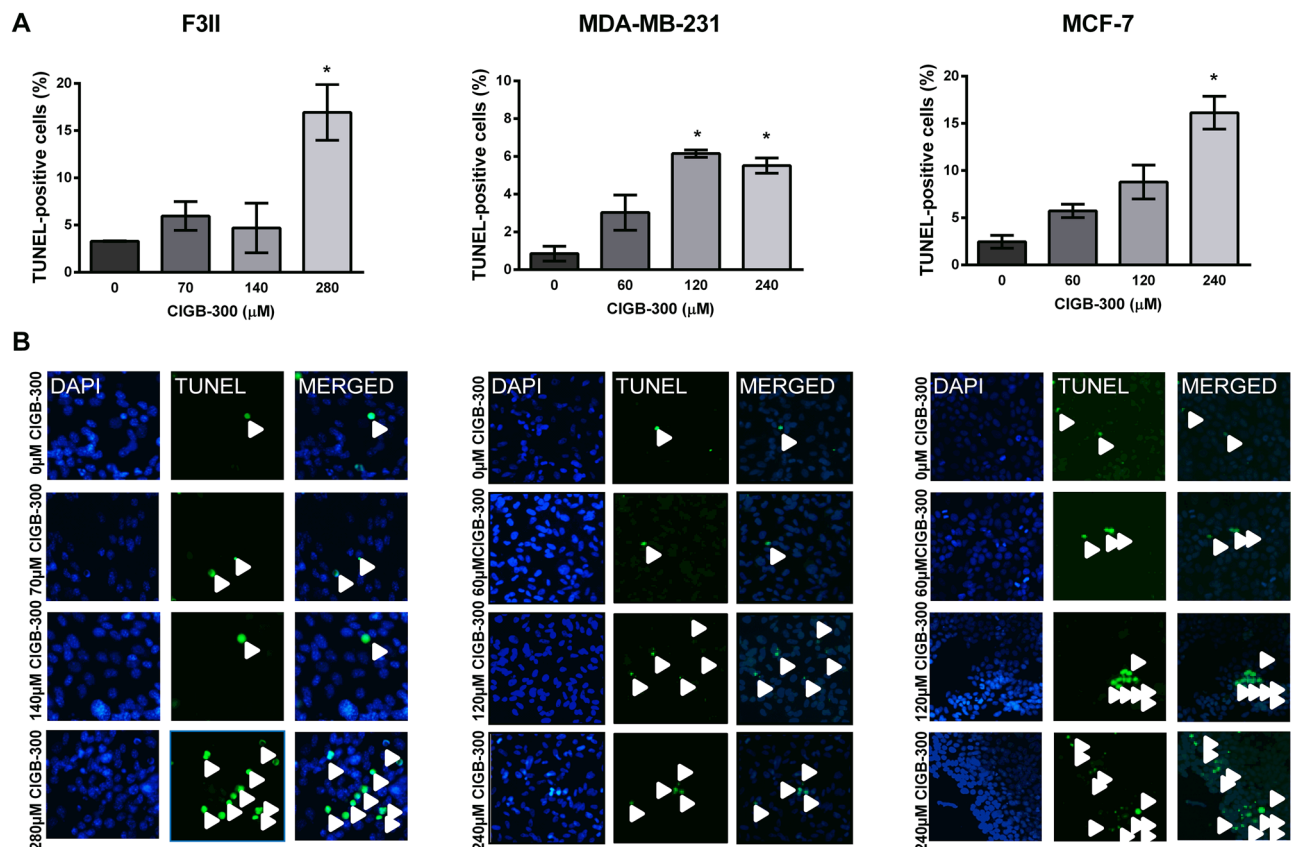 A
F3II
MDA-MB-231
MCF-7
TUNEL-positive cells (%)
20
15
10
5
0
*
0 70 140 280
CIGB-300 (μM)
TUNEL-positive cells (%)
10
8
6
4
2
0
* *
0 60 120 240
CIGB-300 (μM)
TUNEL-positive cells (%)
20
15
10
5
0
*
0 60 120 240
CIGB-300 (μM)
B
DAPI TUNEL MERGED
0μM CIGB-300
70μM CIGB-300
140μM CIGB-300
280μM CIGB-300
DAPI TUNEL MERGED
0μM CIGB-300
60μMCIGB-300
120μM CIGB-300
240μM CIGB-300
DAPI TUNEL MERGED
0μM CIGB-300
60μMCIGB-300
120μM CIGB-300
240μM CIGB-300